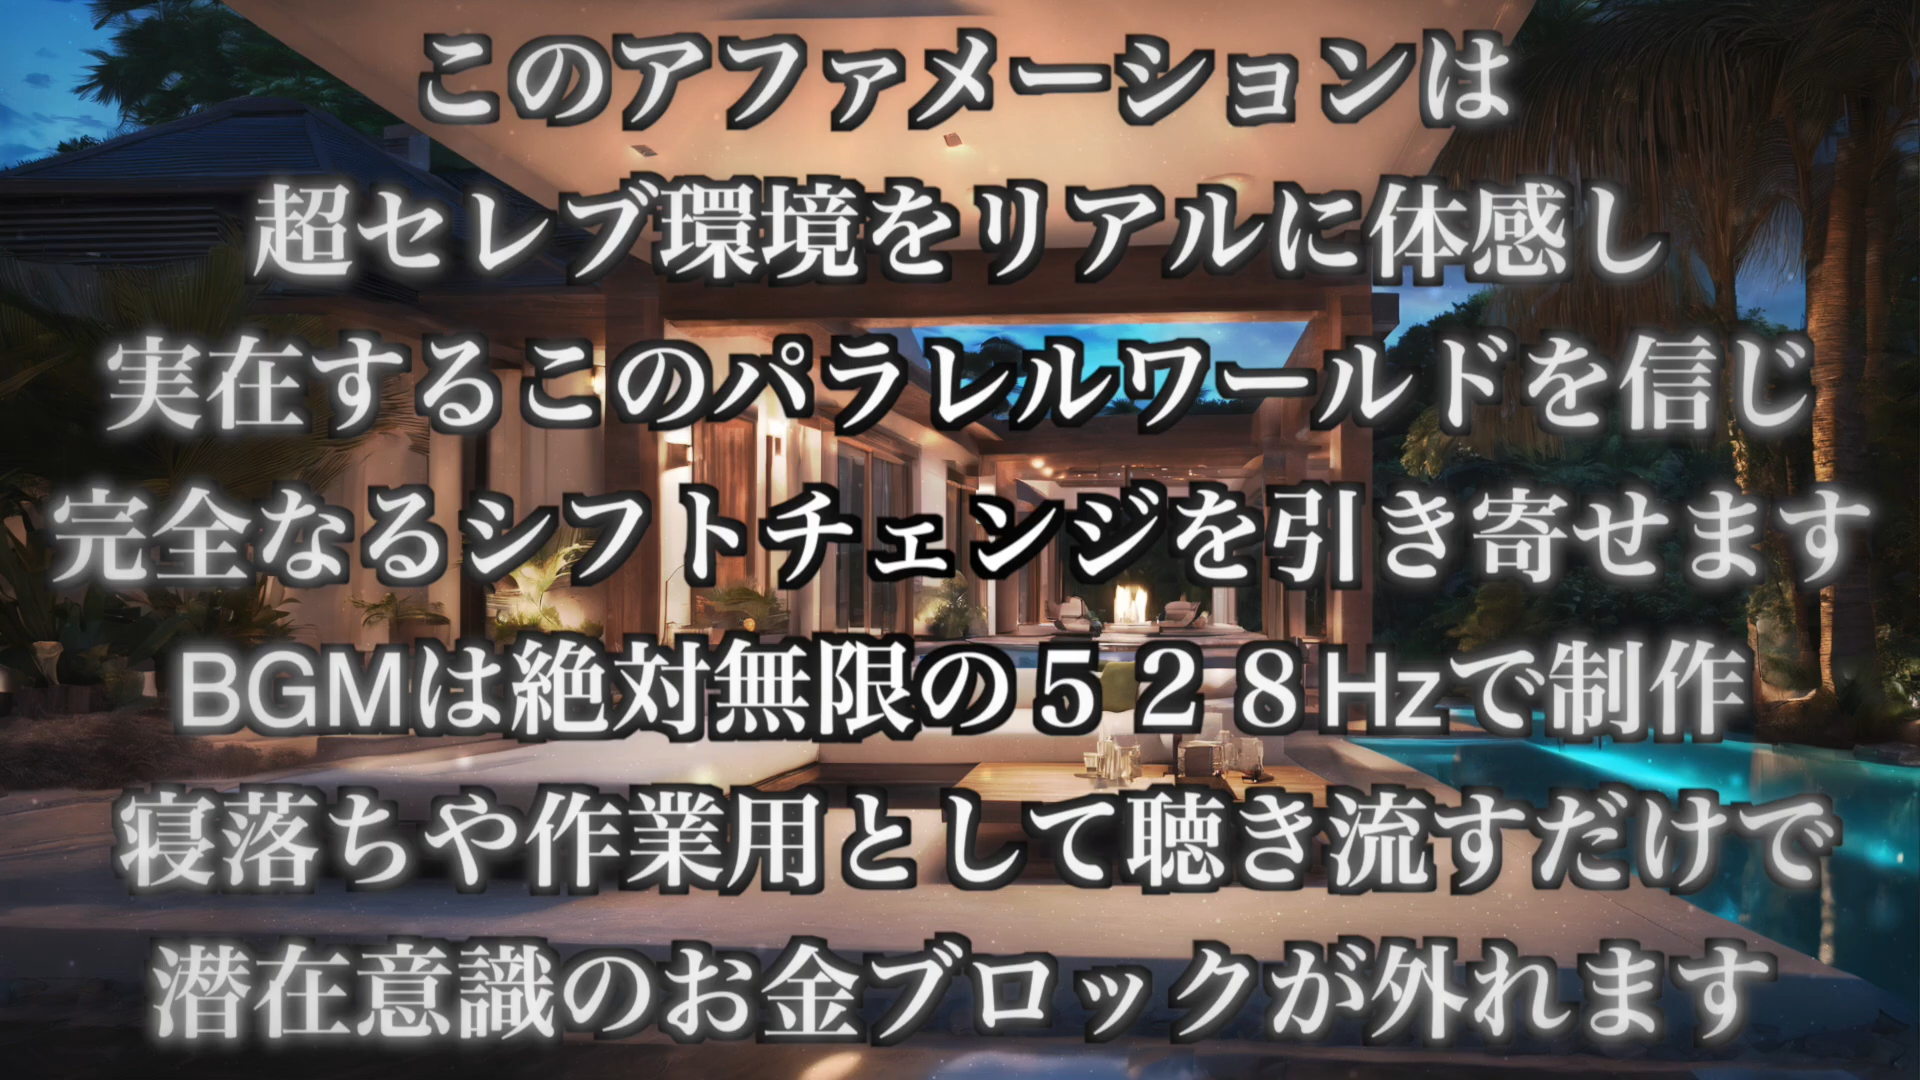 このアファメーションは
超セレブ環境をリアルに体感し
実在するこのパラレルワールドを信じ
完全なるシフトチェンジを引き寄せます
BGMは絶対無限の５２８Hzで制作
寝落ちや作業用として聴き流すだけで
潜在意識のお金ブロックが外れます